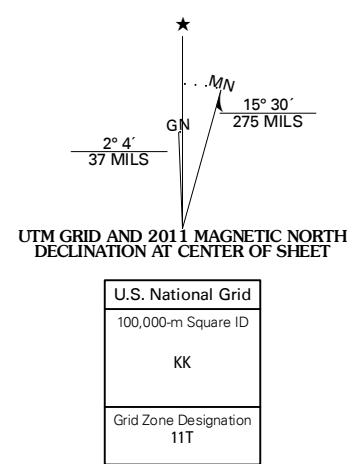 ★
MN
15° 30´
275 MILS
GN
2° 4´
37 MILS
UTM GRID AND 2011 MAGNETIC NORTH
DECLINATION AT CENTER OF SHEET
U.S. National Grid
100,000-m Square ID
KK
Grid Zone Designation
11T